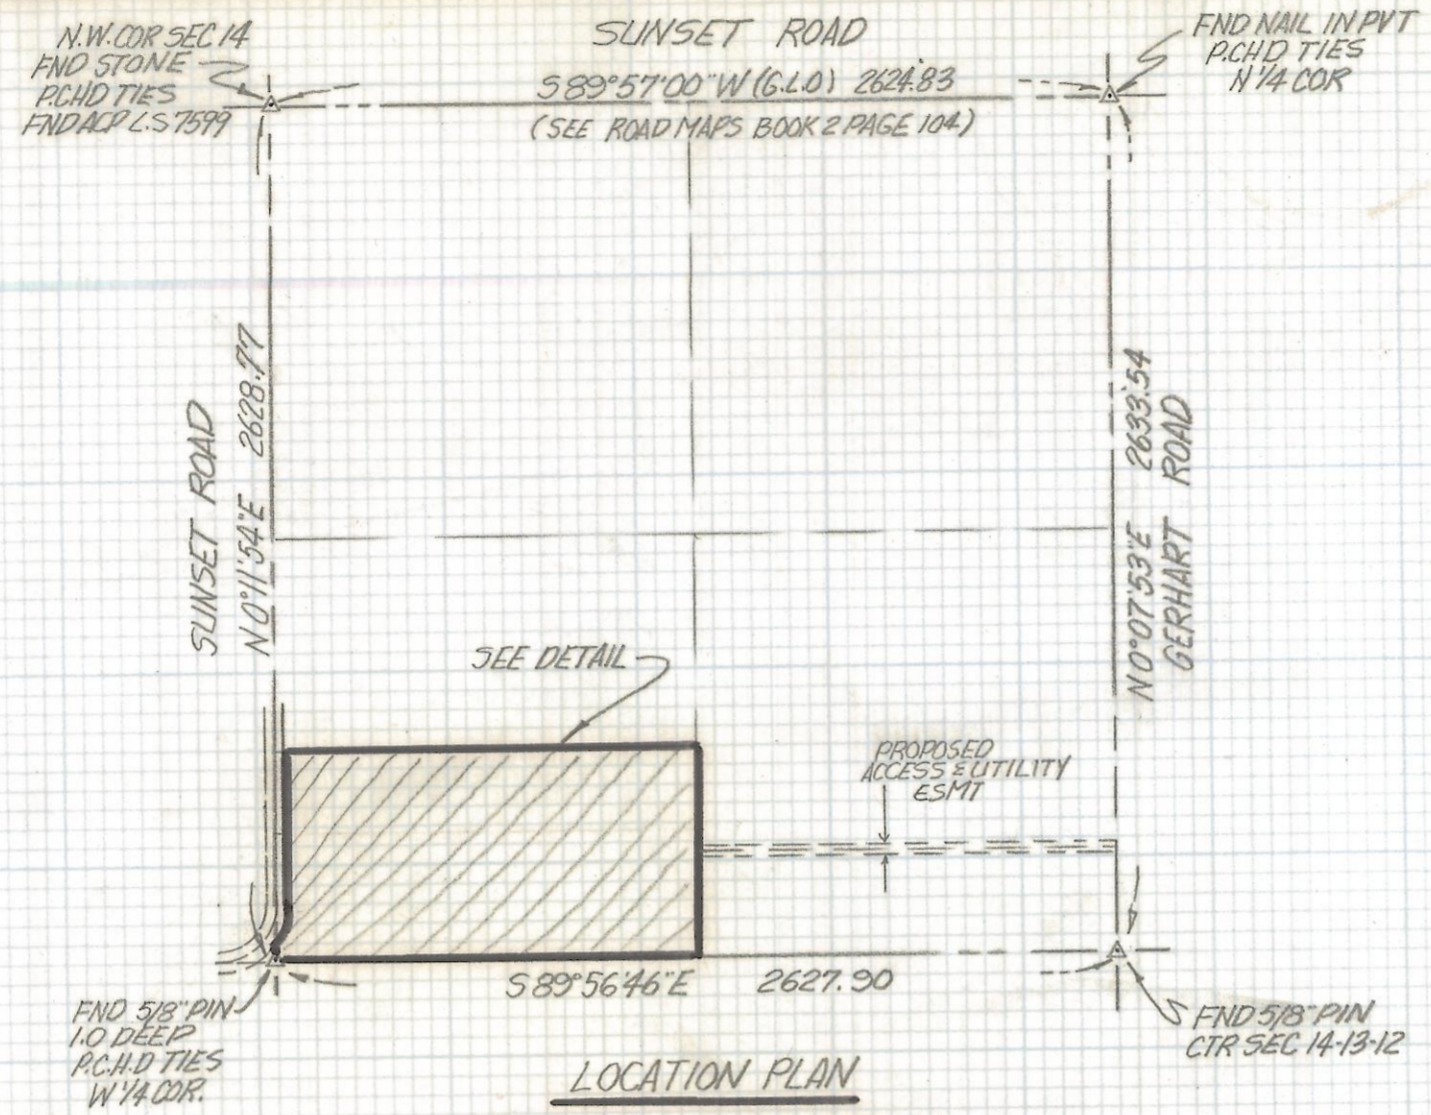 N.W. COR SEC 14
FND STONE
P.CHD TIES
FND ACP L.S 7599
SUNSET ROAD
S 89°57'00" W (G.L.O) 2624.83
(SEE ROAD MAPS BOOK 2 PAGE 104)
FND NAIL IN PVT
P.CHD TIES
N 1/4 COR
SUNSET ROAD
N 0°11'54" E 2628.77
N 0°07'53" E 2633.54
GERHART ROAD
SEE DETAIL
PROPOSED
ACCESS & UTILITY
ESMT
S 89°56'46" E 2627.90
FND 5/8" PIN
1.0 DEEP
P.C.H.D TIES
W 1/4 COR.
FND 5/8" PIN
CTR SEC 14-13-12
LOCATION PLAN